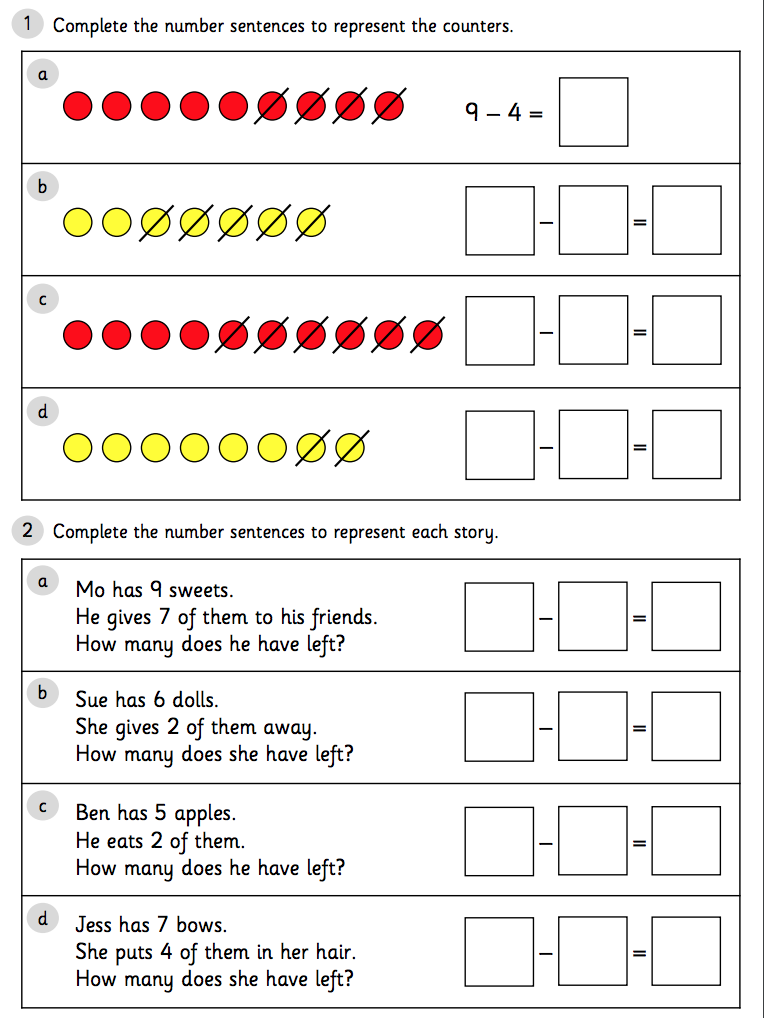 1 Complete the number sentences to represent the counters.
a
9 – 4 =
b
– =
c
– =
d
– =
2 Complete the number sentences to represent each story.
a
Mo has 9 sweets.
He gives 7 of them to his friends.
How many does he have left?
– =
b
Sue has 6 dolls.
She gives 2 of them away.
How many does she have left?
– =
c
Ben has 5 apples.
He eats 2 of them.
How many does he have left?
– =
d
Jess has 7 bows.
She puts 4 of them in her hair.
How many does she have left?
– =